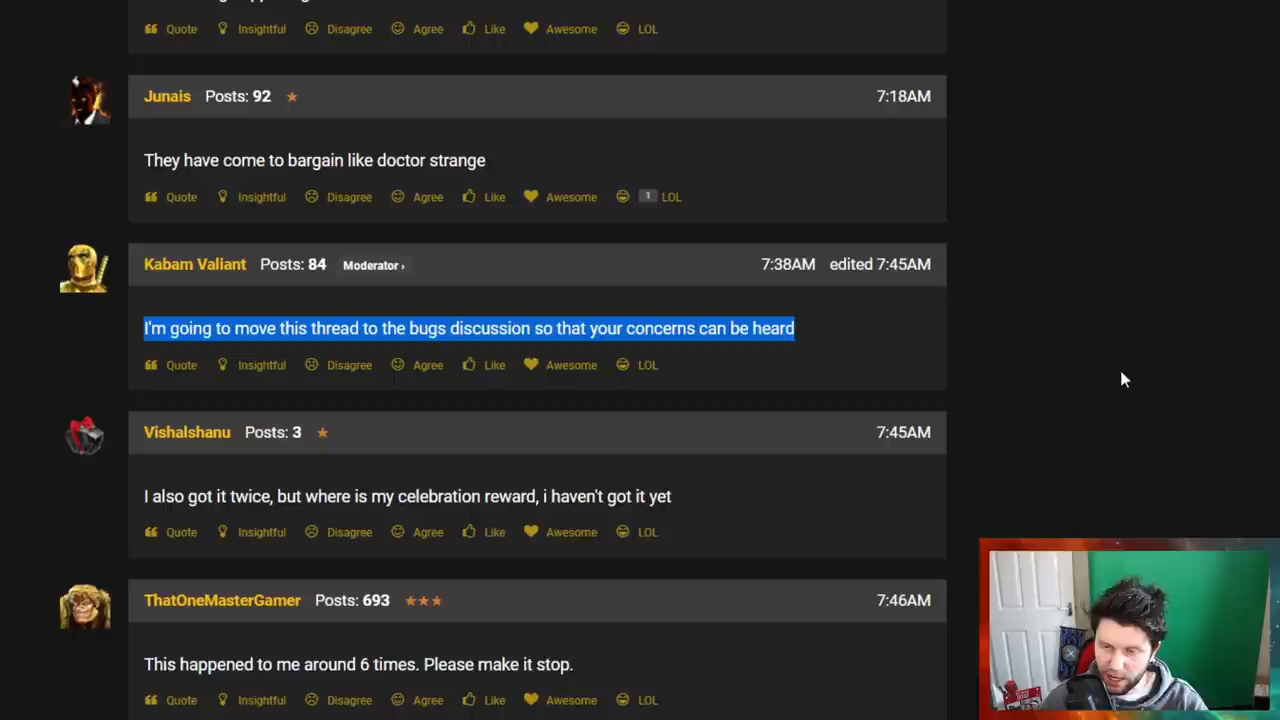 Quote Insightful Disagree Agree Like Awesome LOL
Junais Posts: 92 7:18AM
They have come to bargain like doctor strange
Quote Insightful Disagree Agree Like Awesome 1 LOL
Kabam Valiant Posts: 84 Moderator › 7:38AM edited 7:45AM
I'm going to move this thread to the bugs discussion so that your concerns can be heard
Quote Insightful Disagree Agree Like Awesome LOL
Vishalshanu Posts: 3 7:45AM
I also got it twice, but where is my celebration reward, i haven't got it yet
Quote Insightful Disagree Agree Like Awesome LOL
ThatOneMasterGamer Posts: 693 7:46AM
This happened to me around 6 times. Please make it stop.
Quote Insightful Disagree Agree Like Awesome LOL